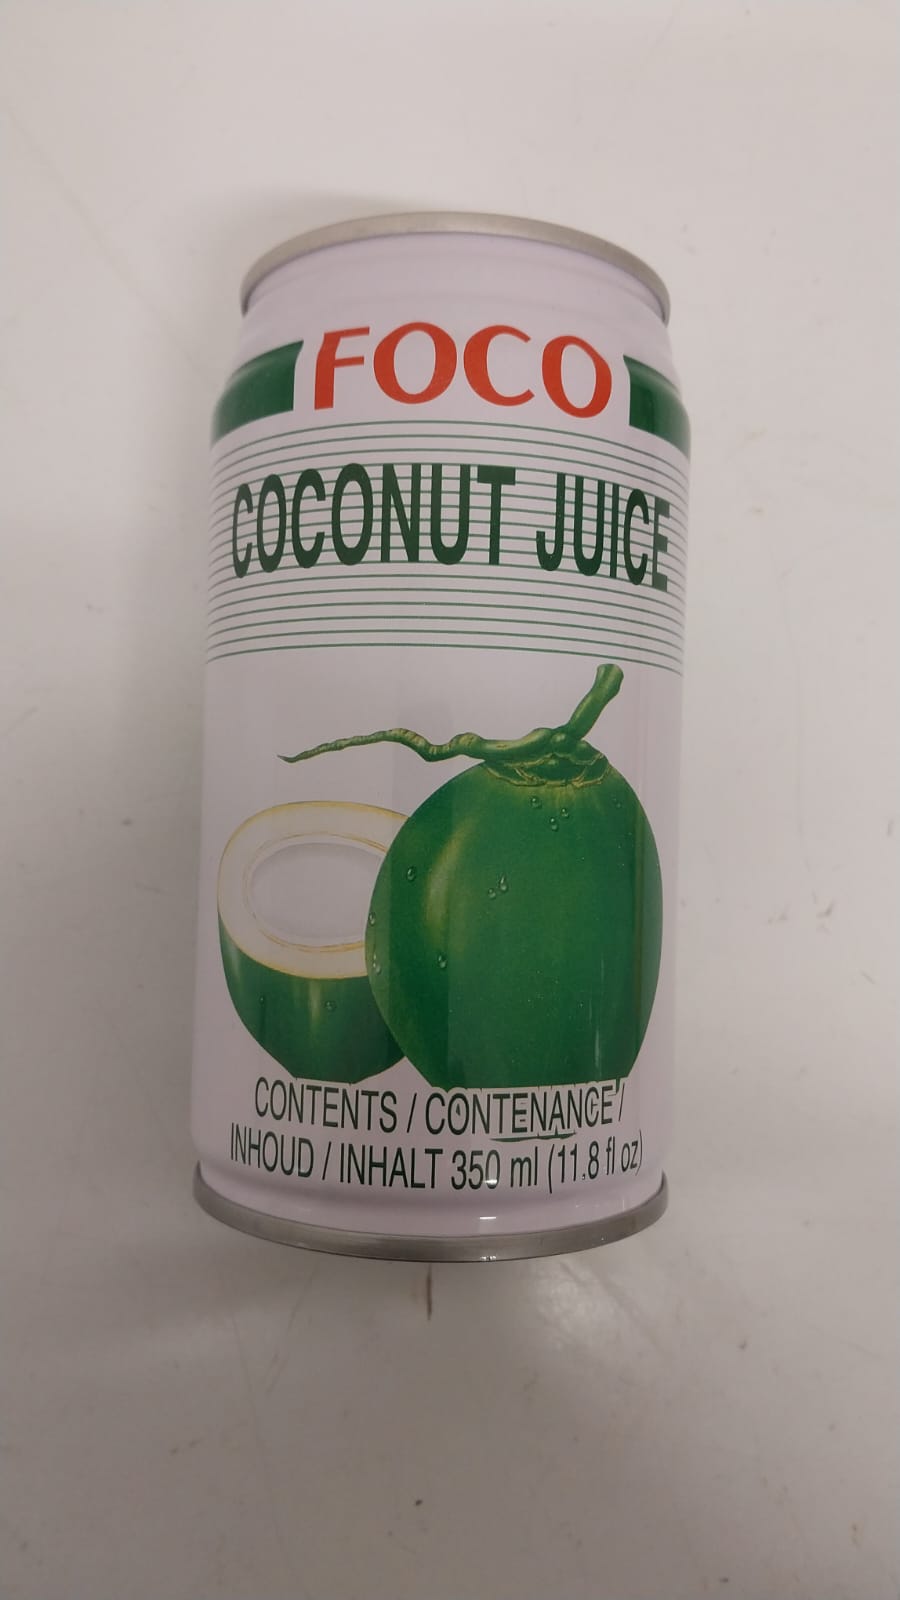 FOCO
COCONUT JUICE
CONTENTS / CONTENANCE /
INHOUD / INHALT 350 ml (11.8 fl oz)